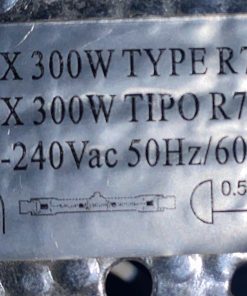 X 300W TYPE R7
X 300W TIPO R7
-240Vac 50Hz/60
0.5